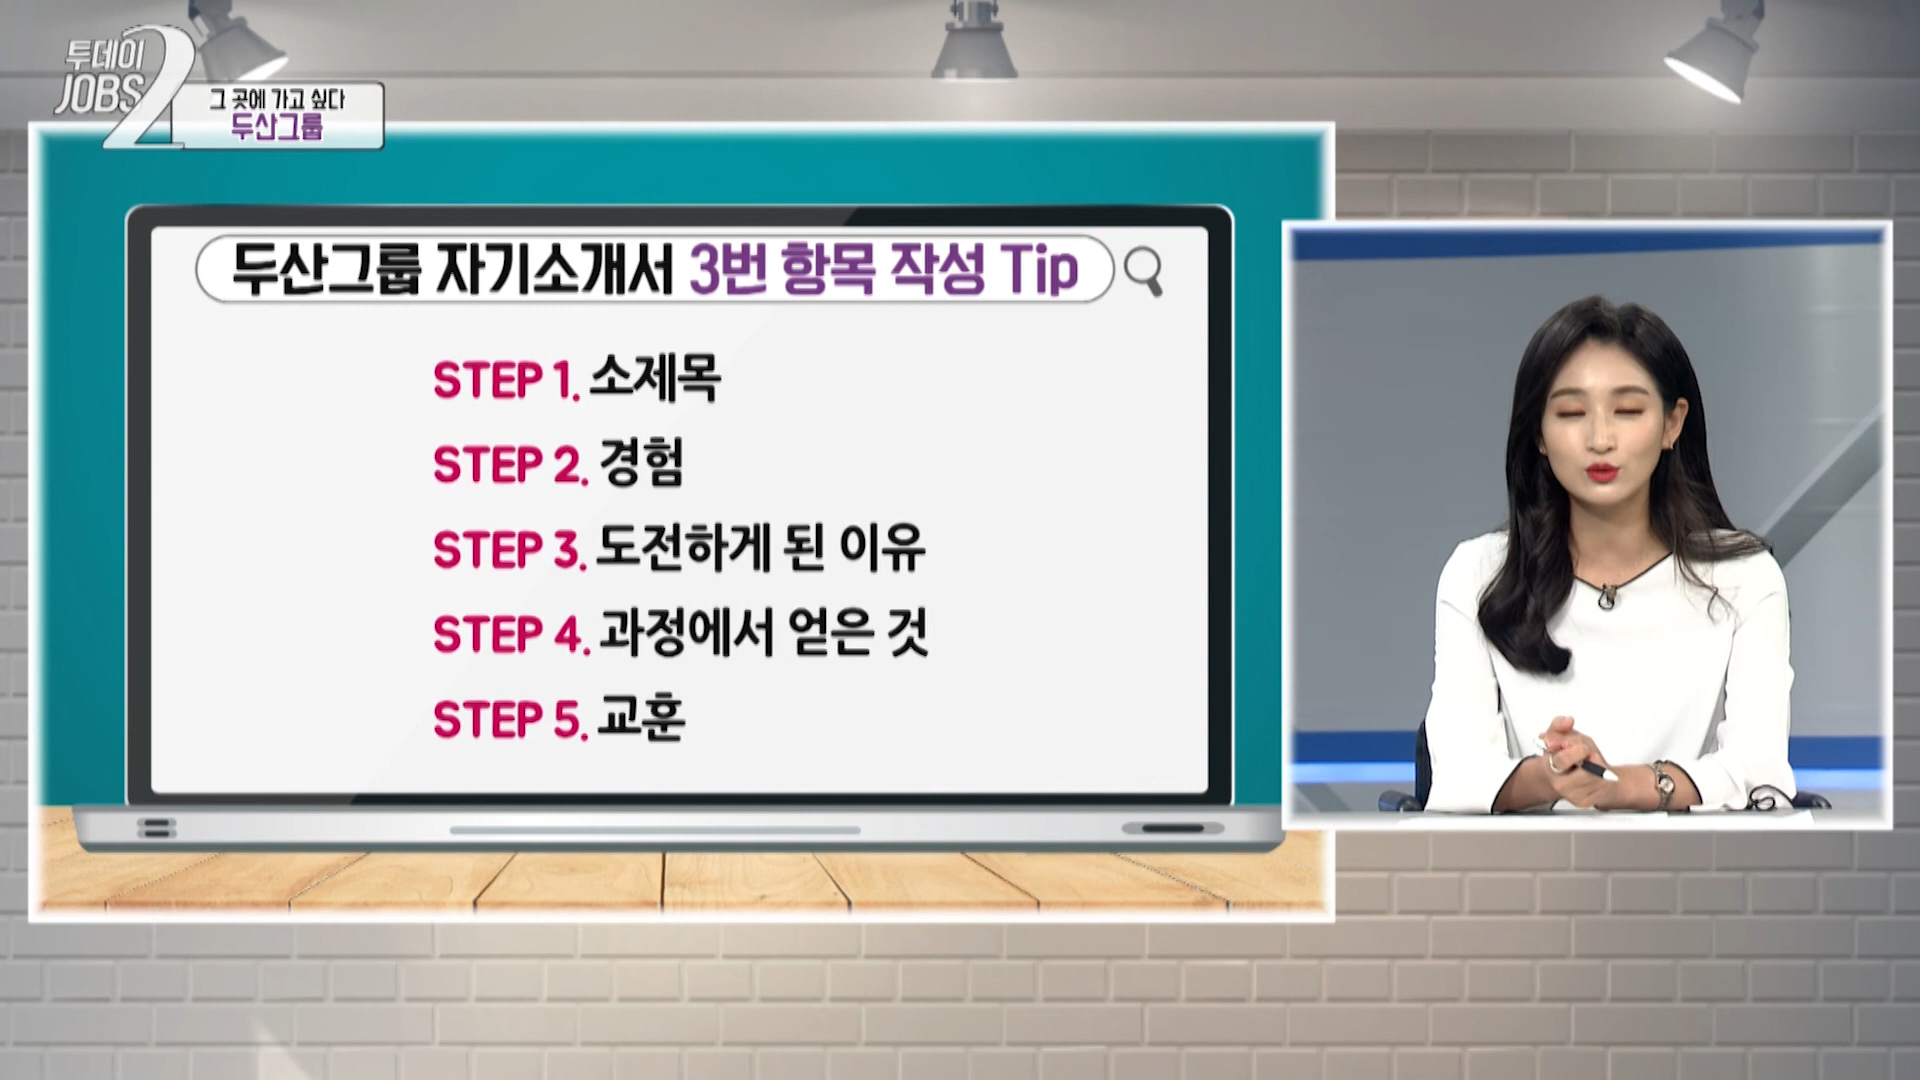 투데이
JOBS 2
그 곳에 가고 싶다
두산그룹
두산그룹 자기소개서 3번 항목 작성 Tip
STEP 1. 소제목
STEP 2. 경험
STEP 3. 도전하게 된 이유
STEP 4. 과정에서 얻은 것
STEP 5. 교훈